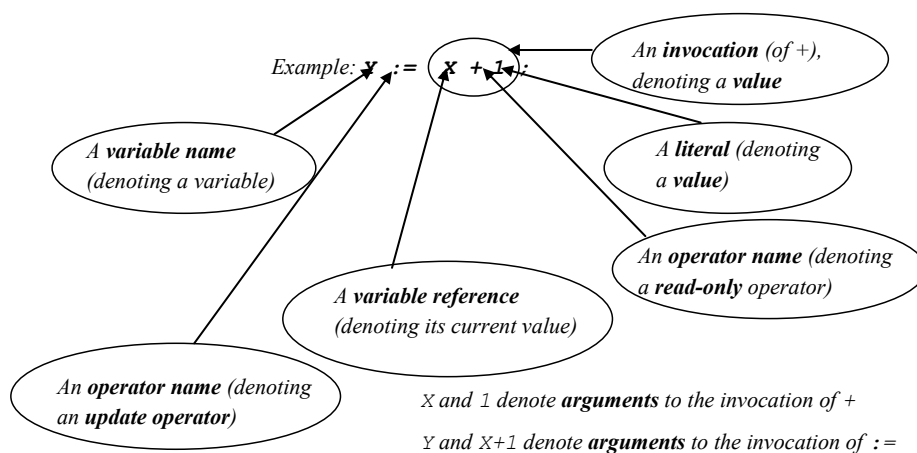 Example: Y := X + 1 ;
An invocation (of +),
denoting a value
A variable name
(denoting a variable)
A literal (denoting
a value)
An operator name (denoting
a read-only operator)
A variable reference
(denoting its current value)
An operator name (denoting
an update operator)
X and 1 denote arguments to the invocation of +
Y and X+1 denote arguments to the invocation of :=